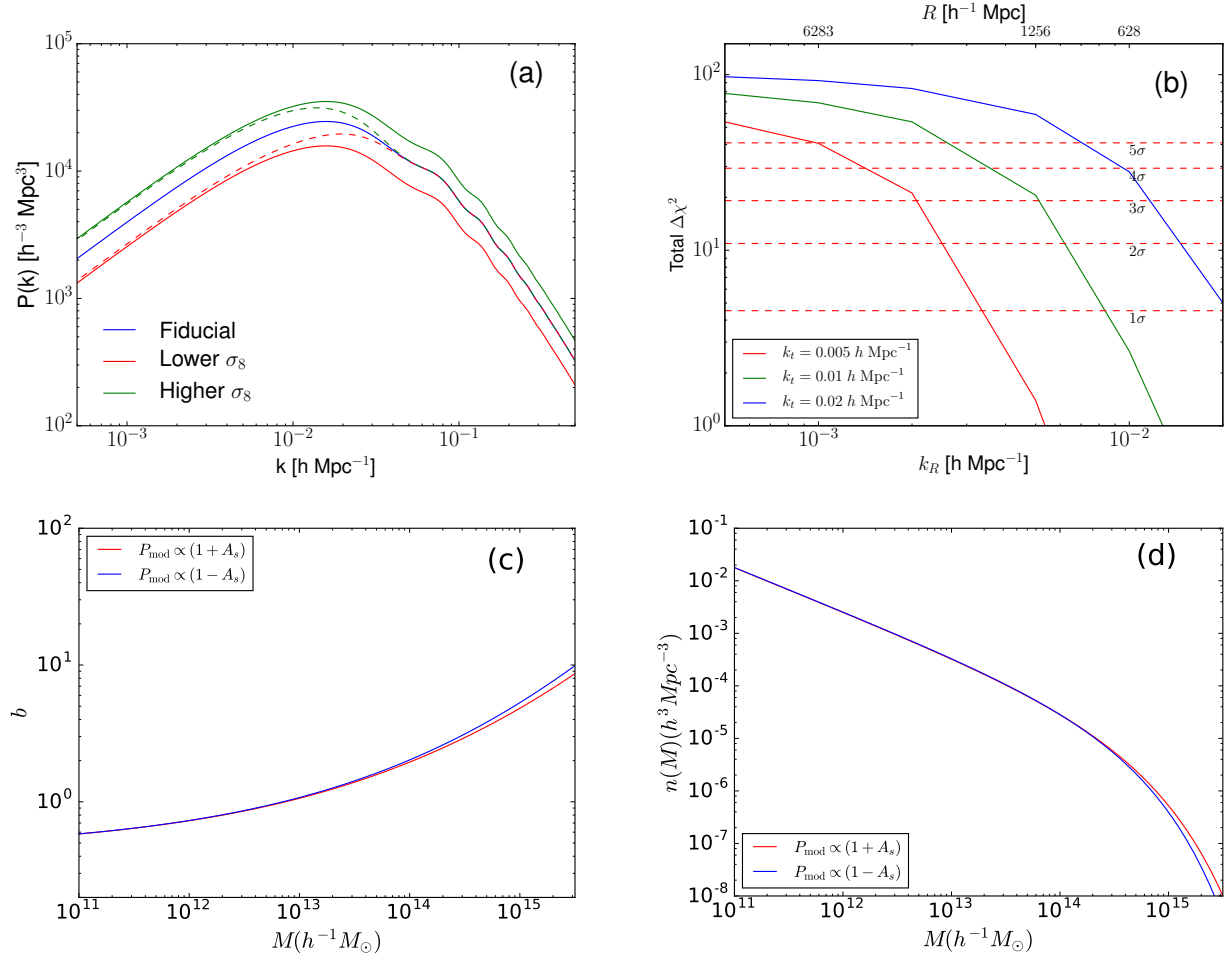 (a)
10^5
10^4
10^3
10^2
P(k) [h^{-3} Mpc^3]
Fiducial
Lower σ_8
Higher σ_8
10^{-3} 10^{-2} 10^{-1}
k [h Mpc^{-1}]
R [h^{-1} Mpc]
6283 1256 628
(b)
10^2
10^1
10^0
Total Δχ^2
5σ
4σ
3σ
2σ
1σ
k_t = 0.005 h Mpc^{-1}
k_t = 0.01 h Mpc^{-1}
k_t = 0.02 h Mpc^{-1}
10^{-3} 10^{-2}
k_R [h Mpc^{-1}]
(c)
P_mod ∝ (1 + A_s)
P_mod ∝ (1 − A_s)
10^2
10^1
10^0
b
10^{11} 10^{12} 10^{13} 10^{14} 10^{15}
M(h^{-1}M_⊙)
(d)
10^{-1}
10^{-2}
10^{-3}
10^{-4}
10^{-5}
10^{-6}
10^{-7}
10^{-8}
n(M)(h^3Mpc^{-3})
P_mod ∝ (1 + A_s)
P_mod ∝ (1 − A_s)
10^{11} 10^{12} 10^{13} 10^{14} 10^{15}
M(h^{-1}M_⊙)